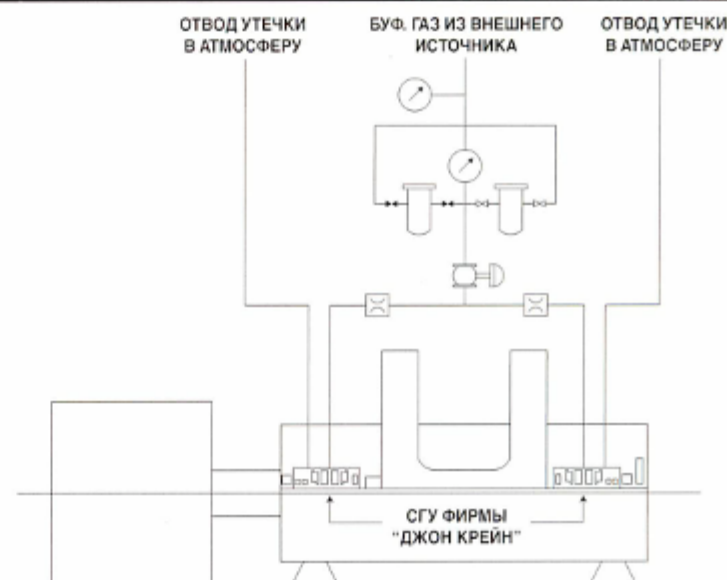 ОТВОД УТЕЧКИ
В АТМОСФЕРУ
БУФ. ГАЗ ИЗ ВНЕШНЕГО
ИСТОЧНИКА
ОТВОД УТЕЧКИ
В АТМОСФЕРУ
СГУ ФИРМЫ
"ДЖОН КРЕЙН"